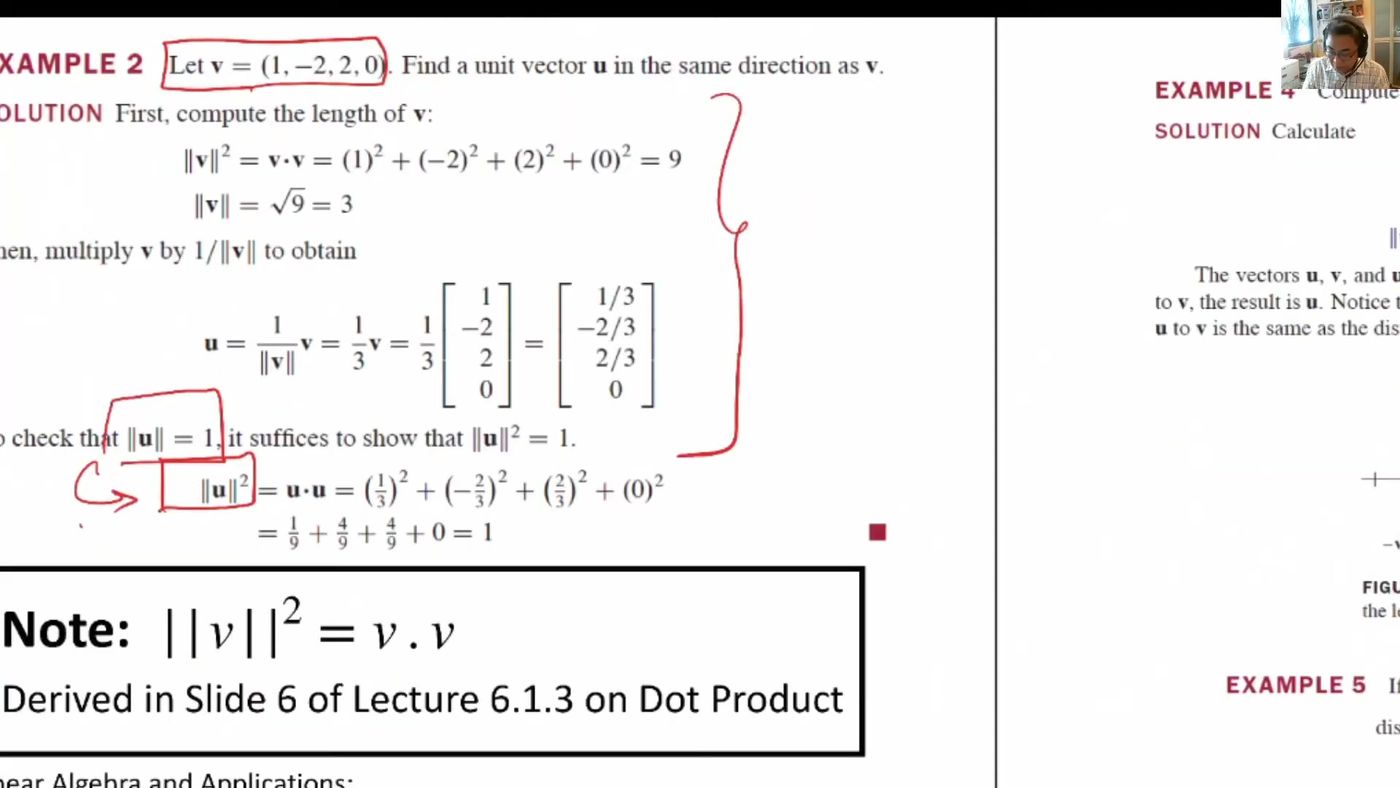 XAMPLE 2 Let v = (1, −2, 2, 0). Find a unit vector u in the same direction as v.
OLUTION First, compute the length of v:
‖v‖² = v·v = (1)² + (−2)² + (2)² + (0)² = 9
‖v‖ = √9 = 3
hen, multiply v by 1/‖v‖ to obtain
u = 1/‖v‖ v = 1/3 v = 1/3 [1 −2 2 0] = [1/3 −2/3 2/3 0]
o check that ‖u‖ = 1, it suffices to show that ‖u‖² = 1.
‖u‖² = u·u = (1/3)² + (−2/3)² + (2/3)² + (0)²
= 1/9 + 4/9 + 4/9 + 0 = 1
Note: ||v||² = v . v
Derived in Slide 6 of Lecture 6.1.3 on Dot Product
near Algebra and Applications:
EXAMPLE 4 Compute
SOLUTION Calculate
‖
The vectors u, v, and u
to v, the result is u. Notice t
u to v is the same as the dis
−v
FIGU
the le
EXAMPLE 5 If
dis